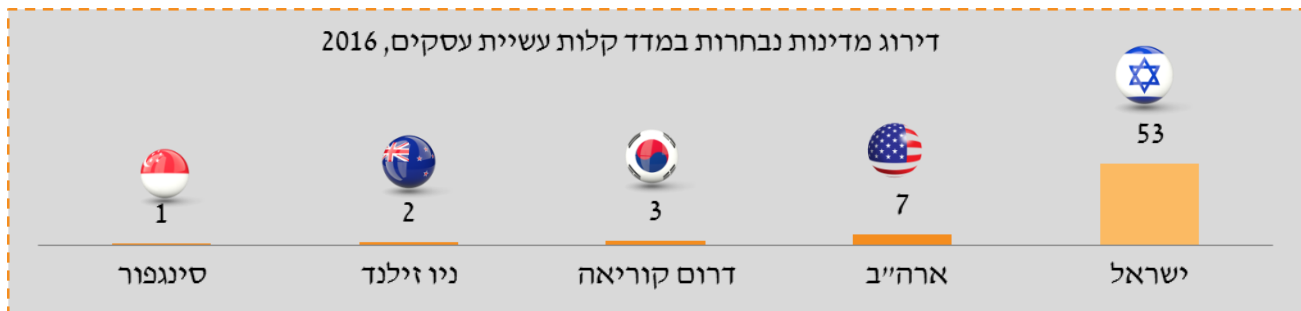 דירוג מדינות נבחרות במדד קלות עשיית עסקים, 2016
53
7
3
2
1
ישראל
ארה״ב
דרום קוריאה
ניו זילנד
סינגפור